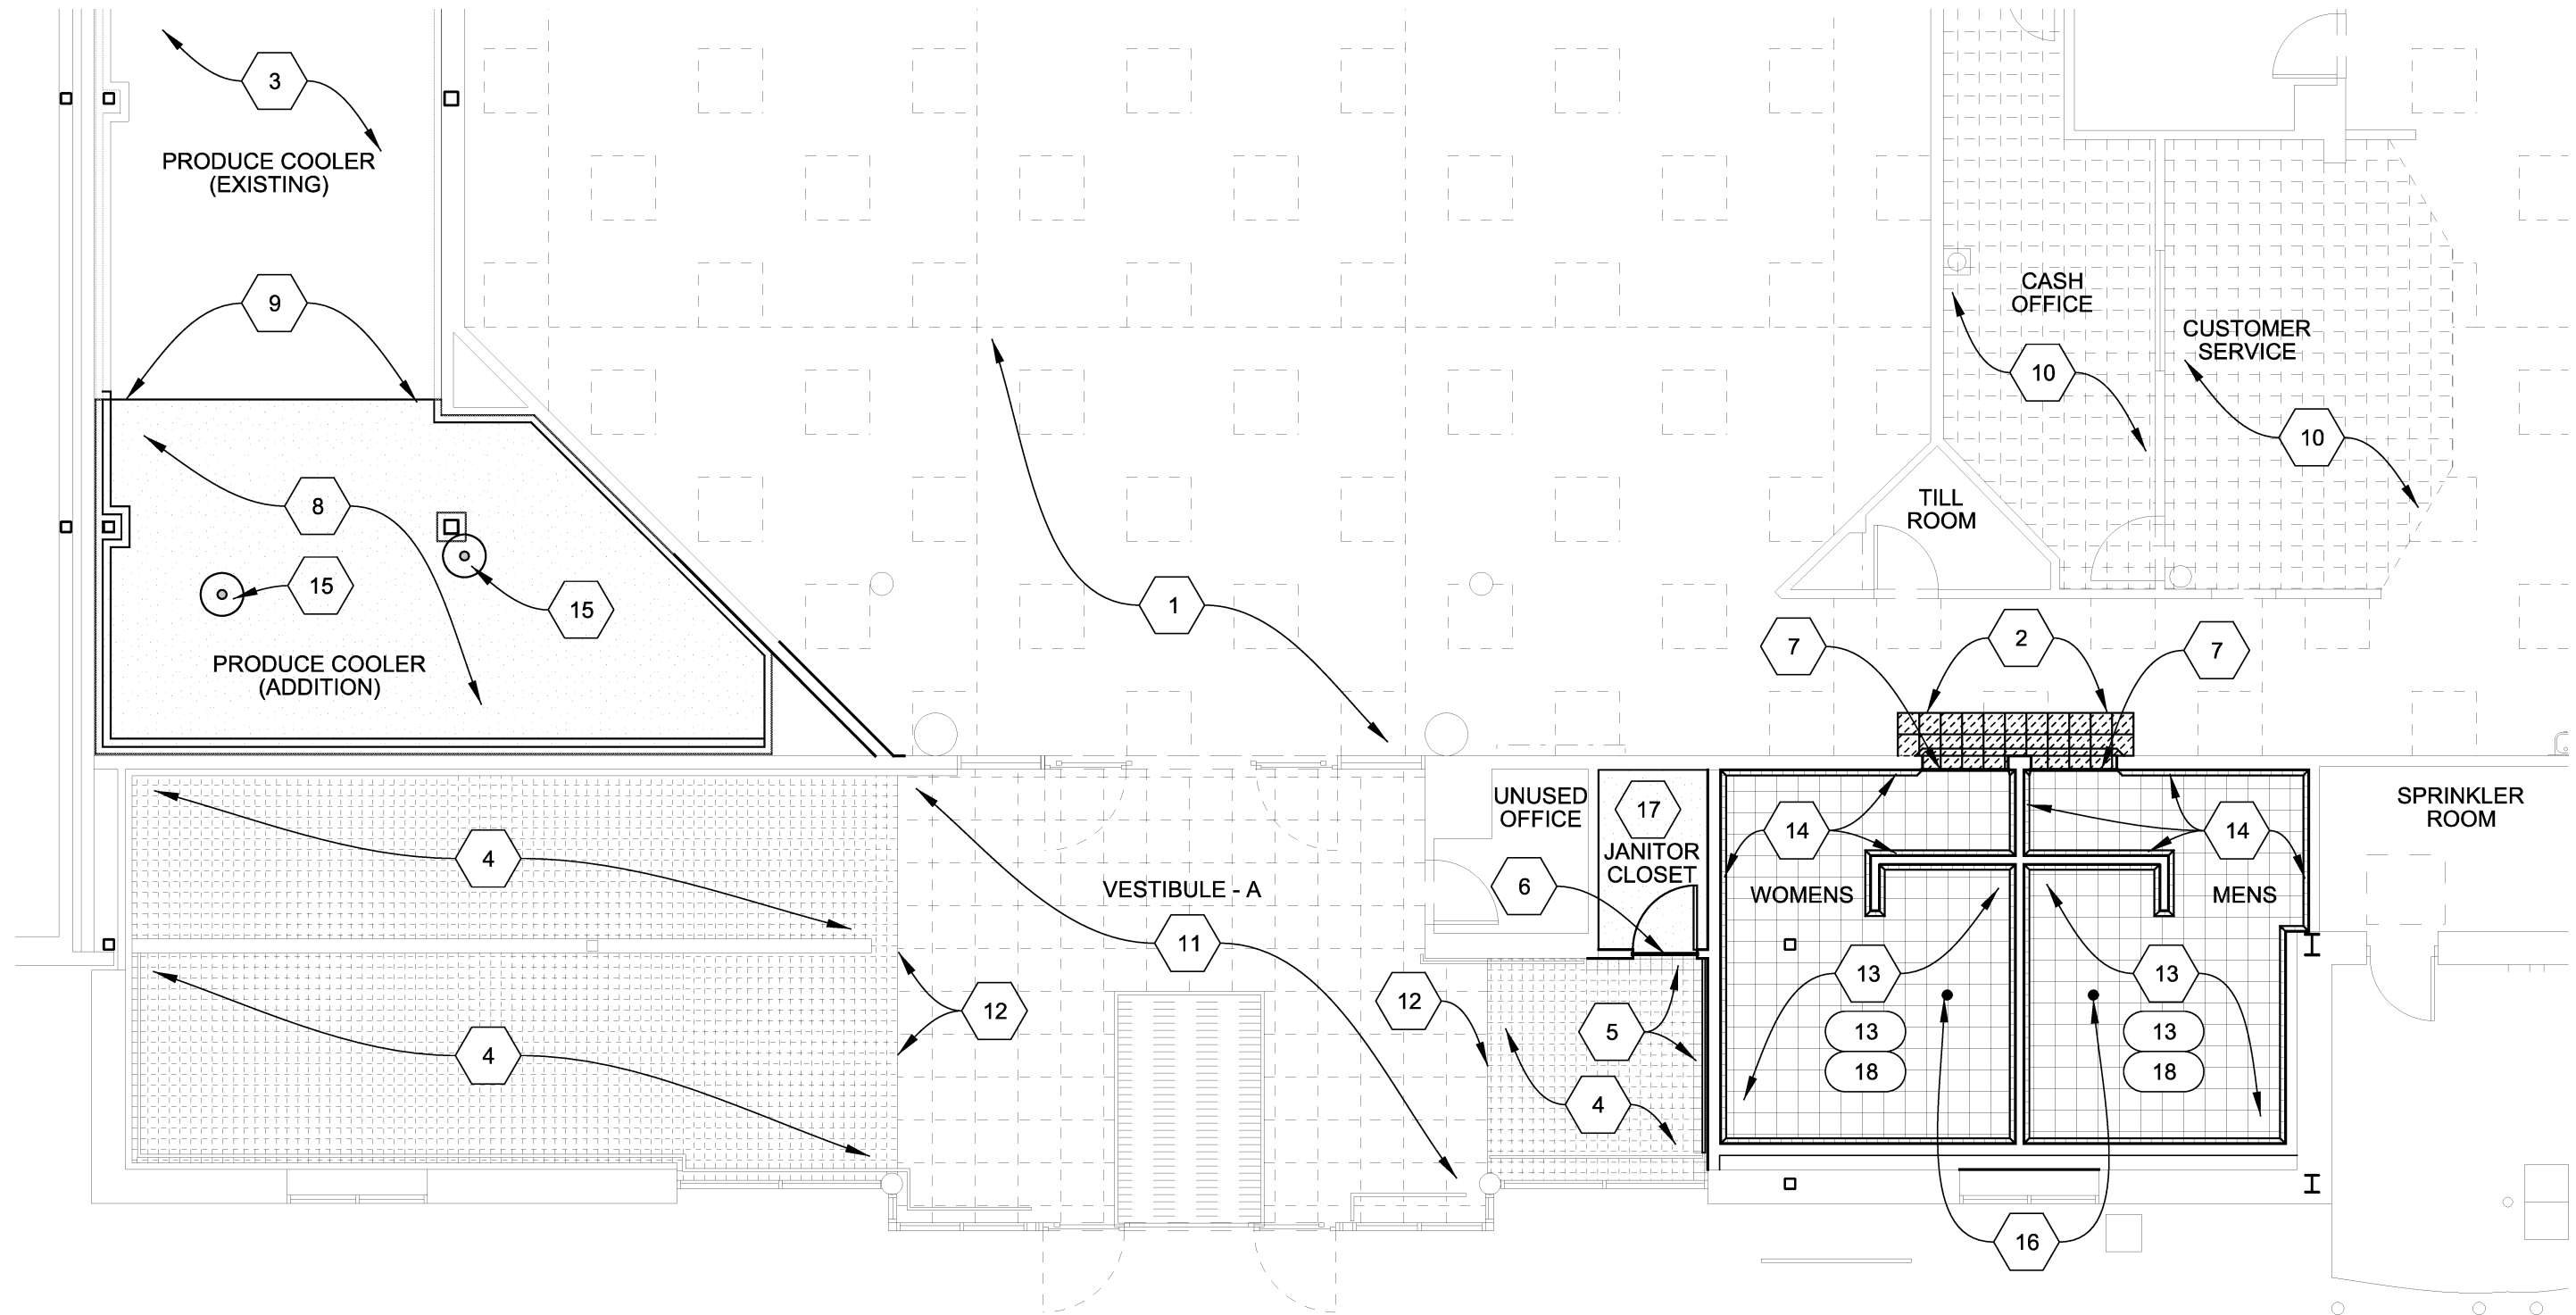 3
PRODUCE COOLER
(EXISTING)
9
8
15
15
PRODUCE COOLER
(ADDITION)
1
CASH
OFFICE
10
CUSTOMER
SERVICE
10
TILL
ROOM
7
2
7
4
4
VESTIBULE - A
11
12
12
UNUSED
OFFICE
6
17
JANITOR
CLOSET
5
4
14
WOMENS
13
13
18
14
MENS
13
13
18
16
SPRINKLER
ROOM